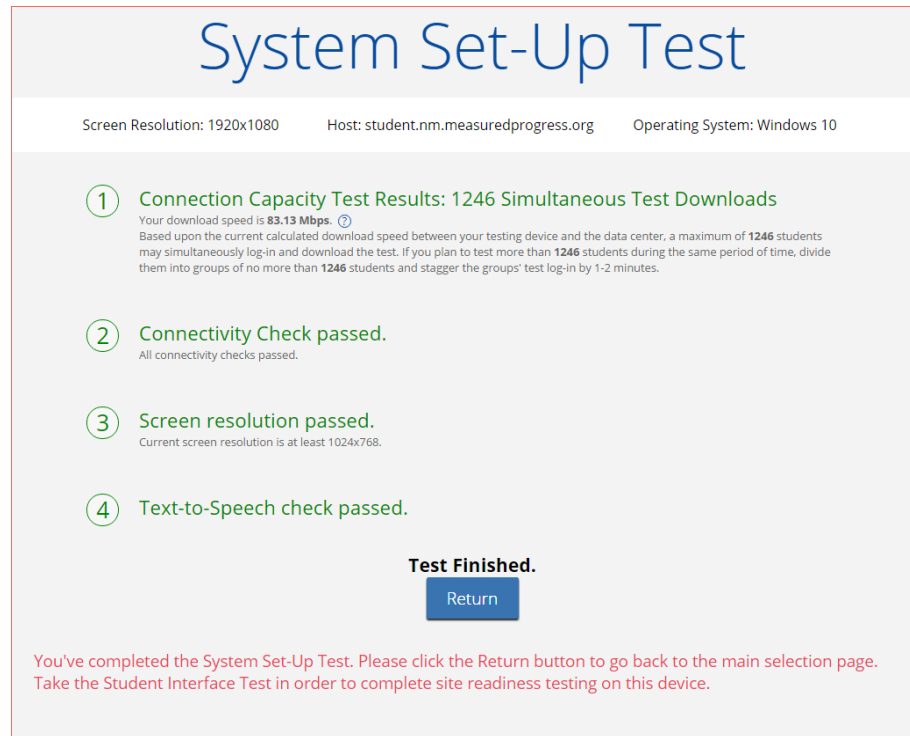 System Set-Up Test
Screen Resolution: 1920x1080 Host: student.nm.measuredprogress.org Operating System: Windows 10
1 Connection Capacity Test Results: 1246 Simultaneous Test Downloads
Your download speed is 83.13 Mbps. ?
Based upon the current calculated download speed between your testing device and the data center, a maximum of 1246 students
may simultaneously log-in and download the test. If you plan to test more than 1246 students during the same period of time, divide
them into groups of no more than 1246 students and stagger the groups' test log-in by 1-2 minutes.
2 Connectivity Check passed.
All connectivity checks passed.
3 Screen resolution passed.
Current screen resolution is at least 1024x768.
4 Text-to-Speech check passed.
Test Finished.
Return
You've completed the System Set-Up Test. Please click the Return button to go back to the main selection page.
Take the Student Interface Test in order to complete site readiness testing on this device.